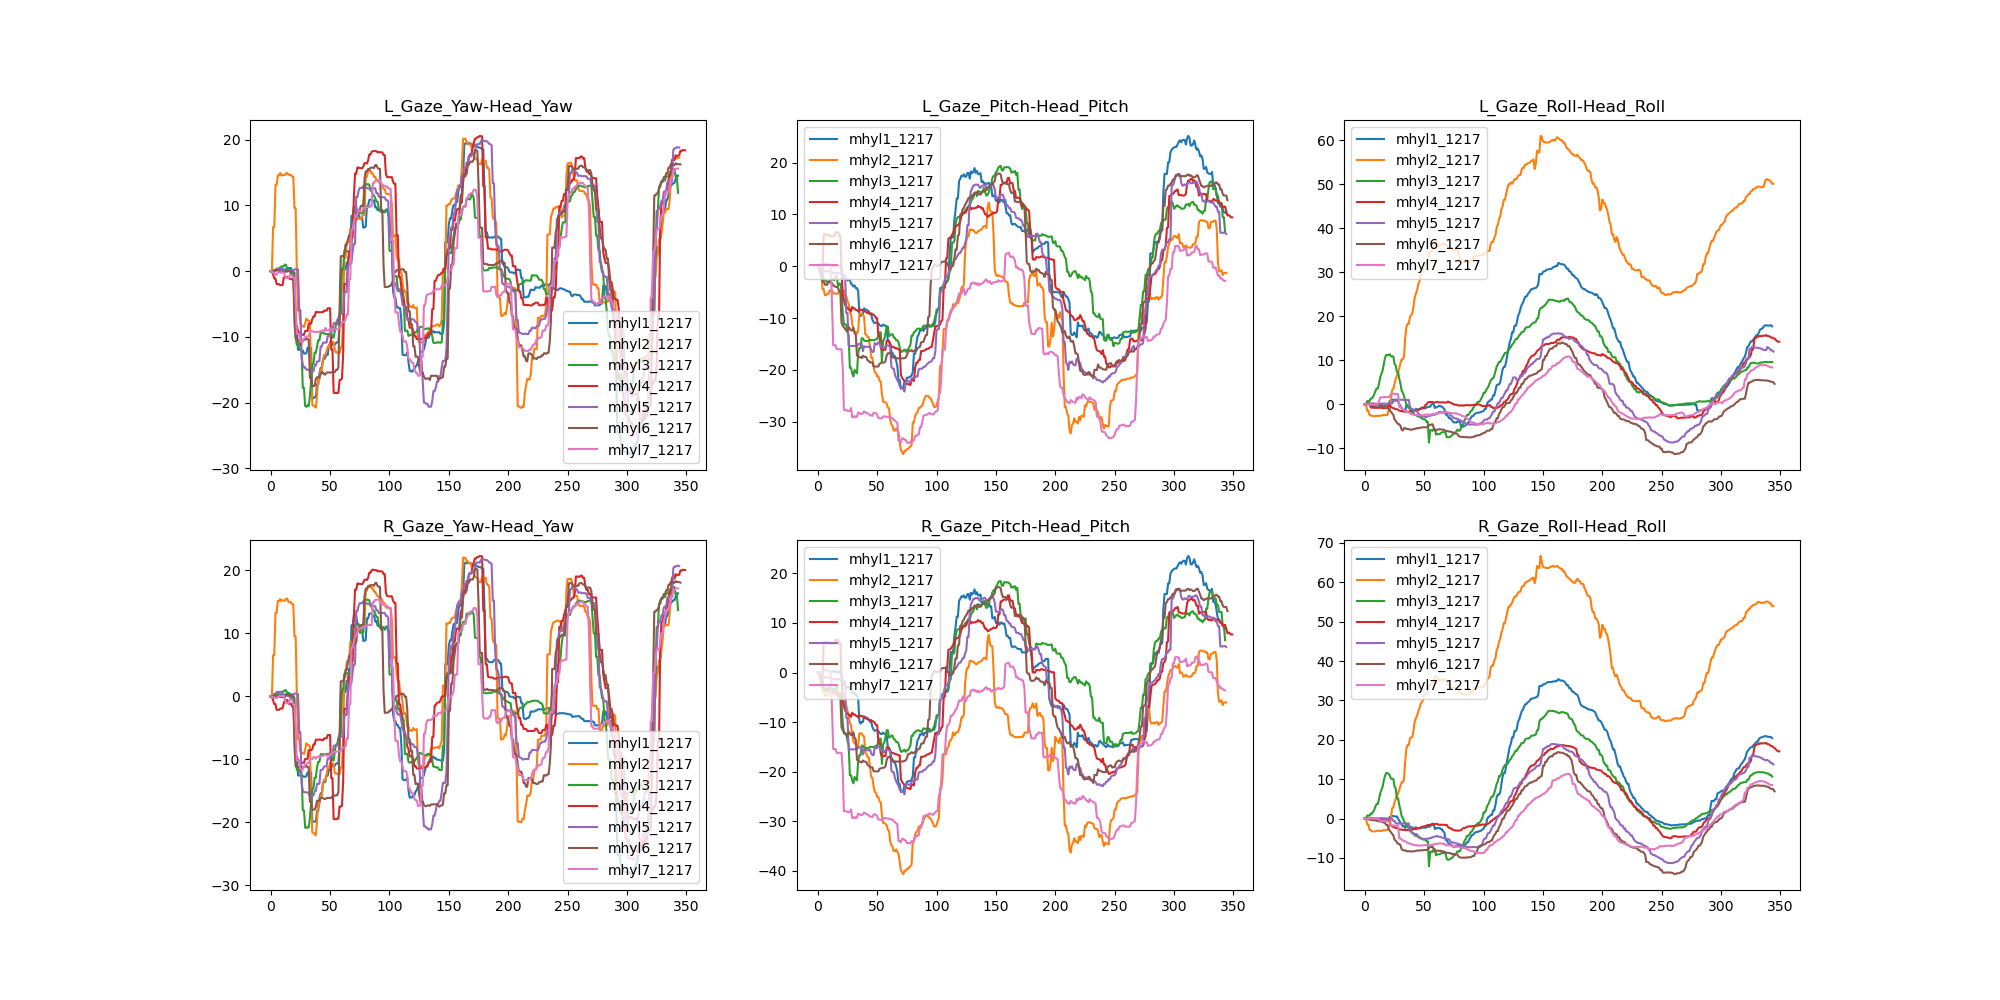 L_Gaze_Yaw-Head_Yaw
20
10
0
−10
−20
−30
0 50 100 150 200 250 300 350
mhyl1_1217
mhyl2_1217
mhyl3_1217
mhyl4_1217
mhyl5_1217
mhyl6_1217
mhyl7_1217
L_Gaze_Pitch-Head_Pitch
20
10
0
−10
−20
−30
0 50 100 150 200 250 300 350
mhyl1_1217
mhyl2_1217
mhyl3_1217
mhyl4_1217
mhyl5_1217
mhyl6_1217
mhyl7_1217
L_Gaze_Roll-Head_Roll
60
50
40
30
20
10
0
−10
0 50 100 150 200 250 300 350
mhyl1_1217
mhyl2_1217
mhyl3_1217
mhyl4_1217
mhyl5_1217
mhyl6_1217
mhyl7_1217
R_Gaze_Yaw-Head_Yaw
20
10
0
−10
−20
−30
0 50 100 150 200 250 300 350
mhyl1_1217
mhyl2_1217
mhyl3_1217
mhyl4_1217
mhyl5_1217
mhyl6_1217
mhyl7_1217
R_Gaze_Pitch-Head_Pitch
20
10
0
−10
−20
−30
−40
0 50 100 150 200 250 300 350
mhyl1_1217
mhyl2_1217
mhyl3_1217
mhyl4_1217
mhyl5_1217
mhyl6_1217
mhyl7_1217
R_Gaze_Roll-Head_Roll
70
60
50
40
30
20
10
0
−10
0 50 100 150 200 250 300 350
mhyl1_1217
mhyl2_1217
mhyl3_1217
mhyl4_1217
mhyl5_1217
mhyl6_1217
mhyl7_1217